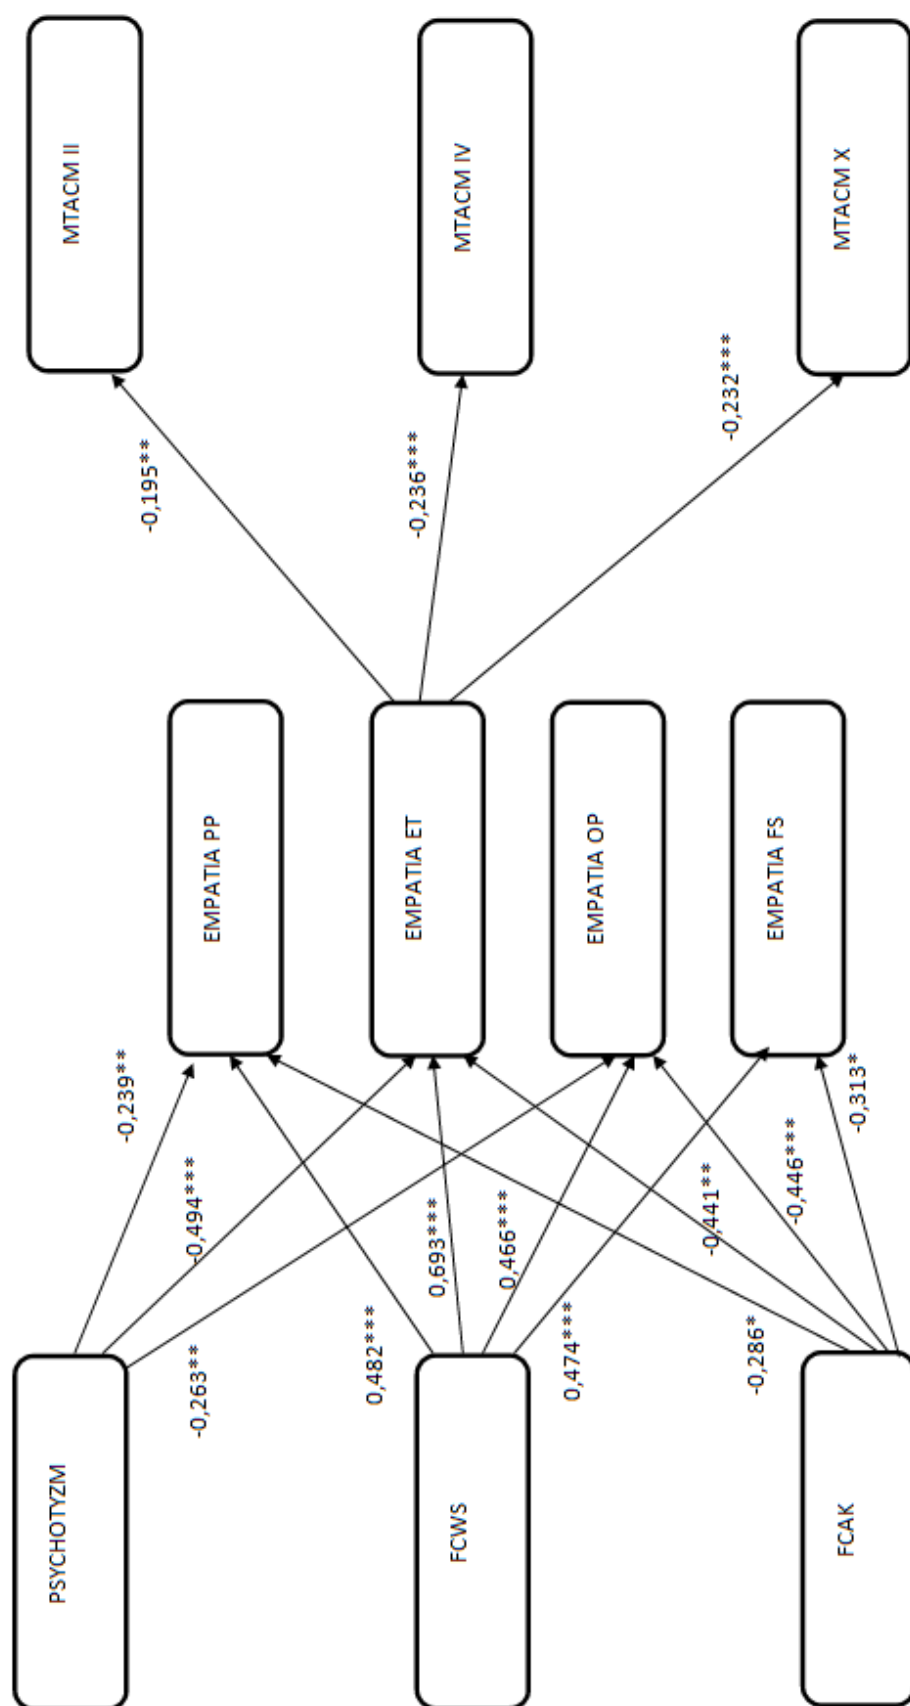 PSYCHOTYZM
FCWS
FCAK
-0,239**
-0,494***
-0,263**
0,482***
0,693***
0,466***
0,474***
-0,286*
-0,441**
-0,446***
-0,313*
EMPATIA PP
EMPATIA ET
EMPATIA OP
EMPATIA FS
-0,195**
-0,236***
-0,232***
MTACM II
MTACM IV
MTACM X